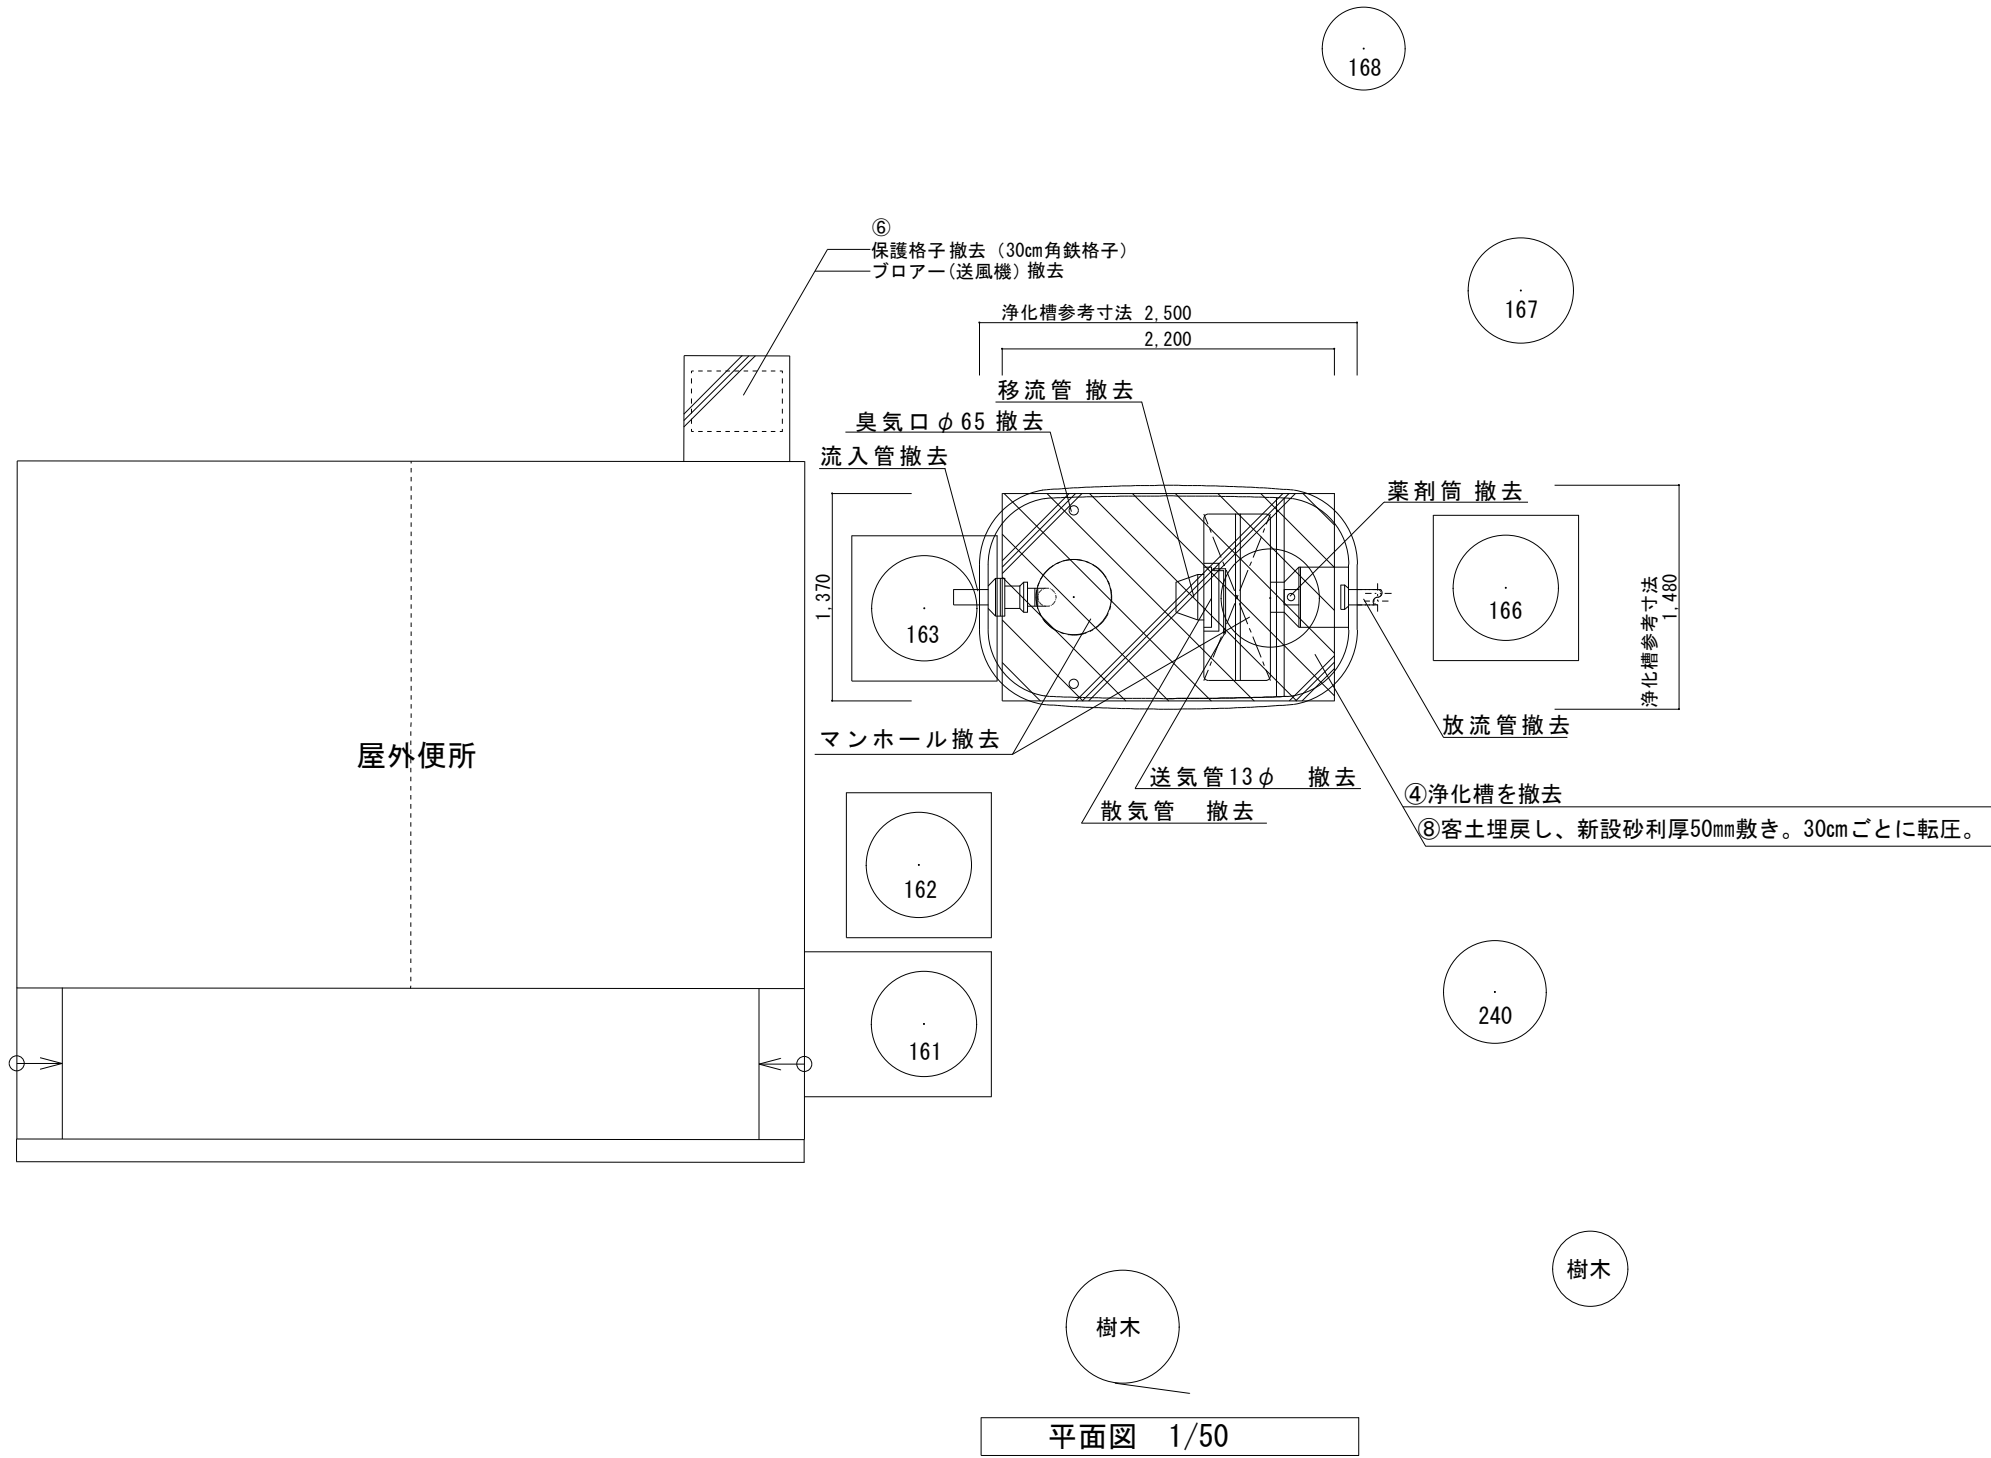 168
⑥
保護格子 撤去（30cm角鉄格子）
ブロアー(送風機) 撤去
167
浄化槽参考寸法 2,500
2,200
移流管 撤去
臭気口φ65 撤去
流入管撤去
薬剤筒 撤去
1,370
163
166
浄化槽参考寸法
1,480
放流管撤去
マンホール撤去
屋外便所
送気管13φ 撤去
散気管 撤去
④浄化槽を撤去
⑧客土埋戻し、新設砂利厚50mm敷き。30cmごとに転圧。
162
240
161
樹木
樹木
平面図 1/50